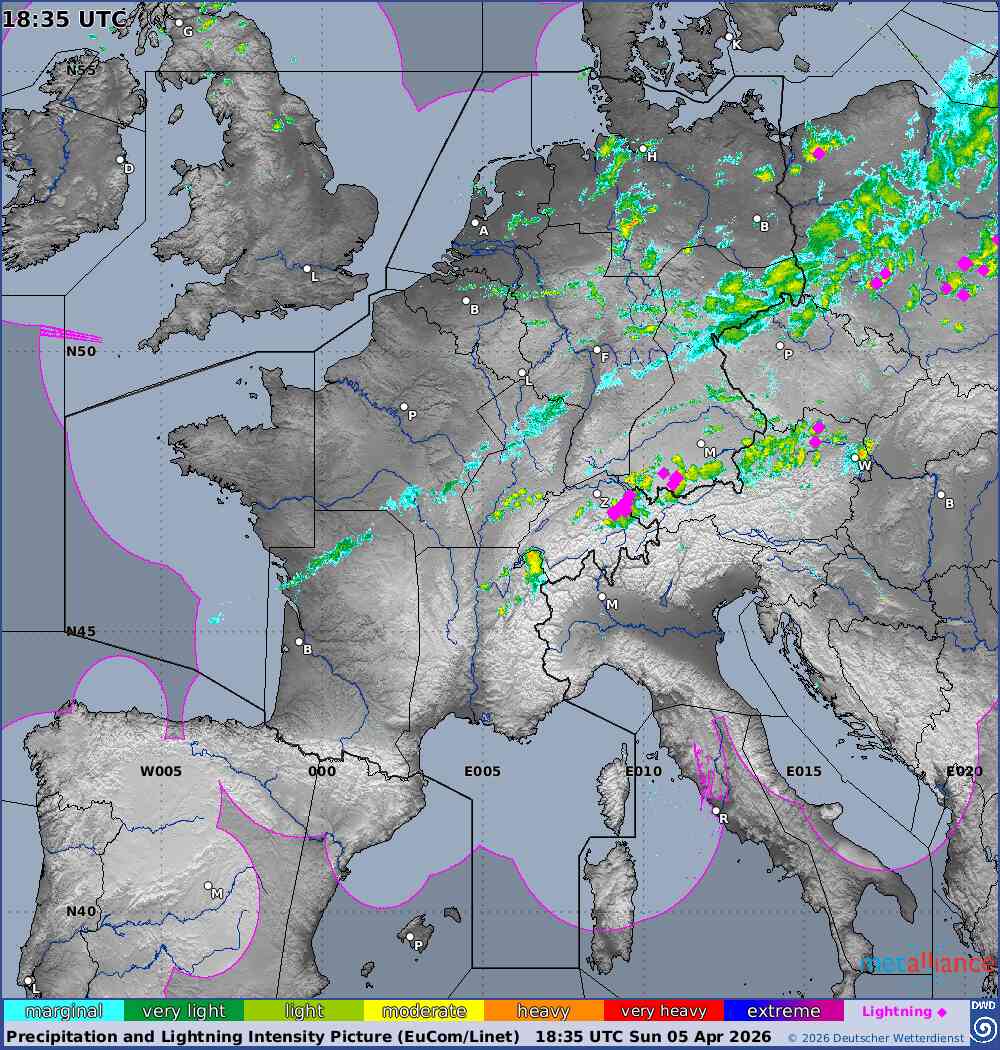 18:35 UTC
G
K
N55
H
D
A
B
L
B
N50
F
P
L
P
M
W
Z
B
M
N45
B
W005
000
E005
E010
E015
E020
R
M
N40
P
L
metalliance
marginal
very light
light
moderate
heavy
very heavy
extreme
Lightning
DWD
Precipitation and Lightning Intensity Picture (EuCom/Linet) 18:35 UTC Sun 05 Apr 2026
© 2026 Deutscher Wetterdienst